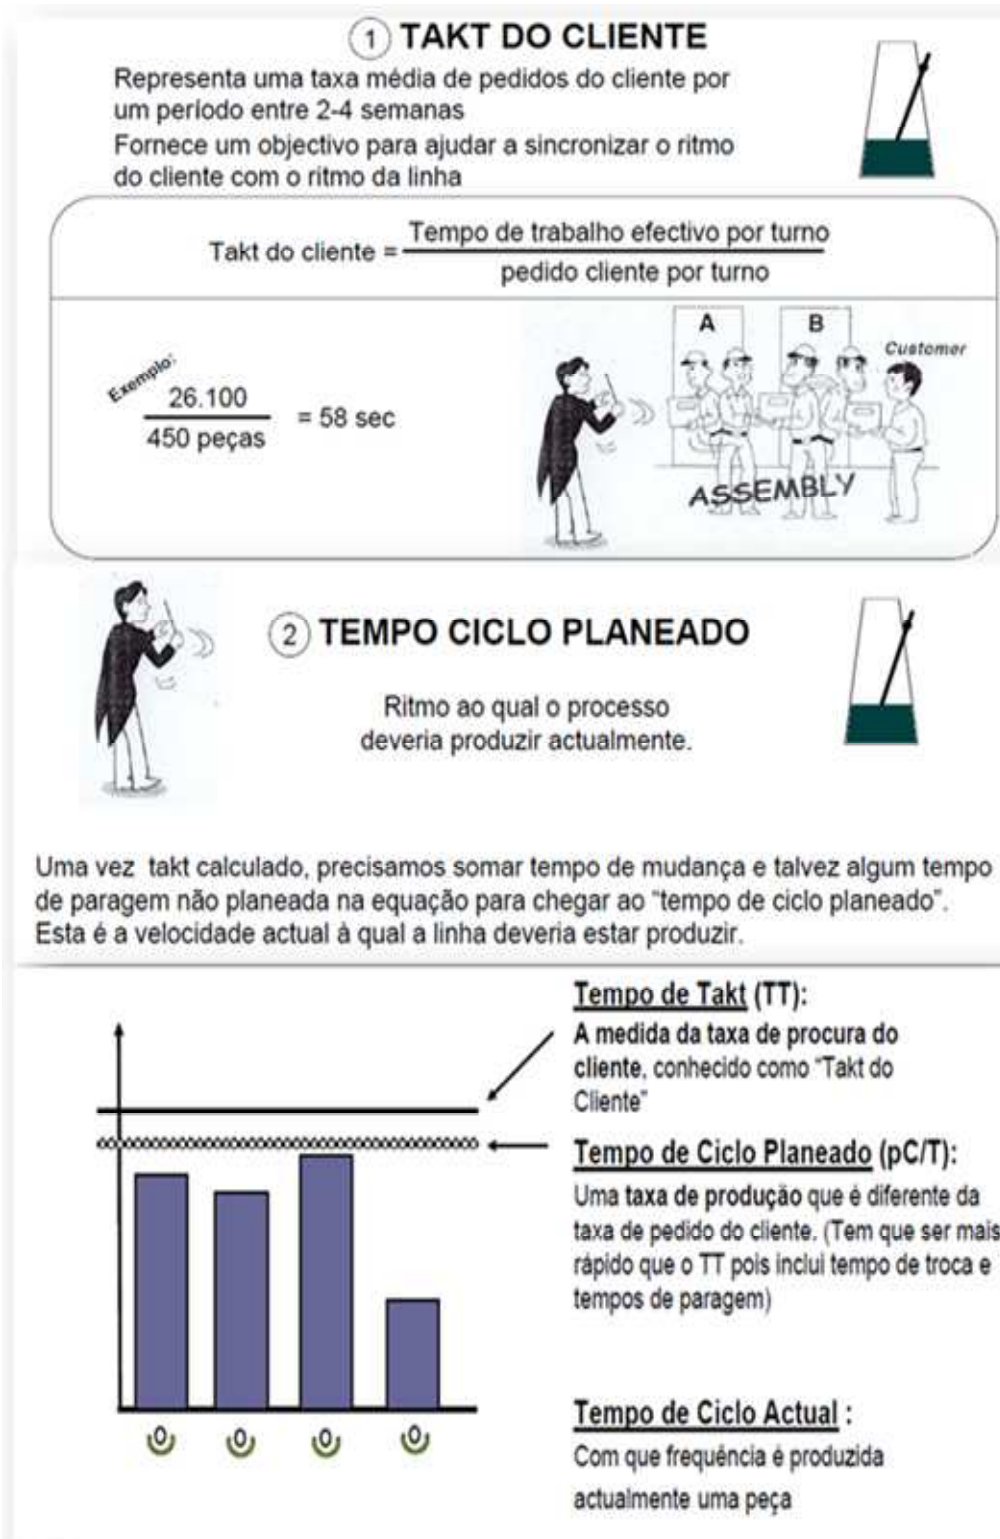 1 TAKT DO CLIENTE
Representa uma taxa média de pedidos do cliente por
um período entre 2-4 semanas
Fornece um objectivo para ajudar a sincronizar o ritmo
do cliente com o ritmo da linha
Takt do cliente = Tempo de trabalho efectivo por turno
pedido cliente por turno
Exemplo:
26.100
450 peças
= 58 sec
A B
Customer
ASSEMBLY
2 TEMPO CICLO PLANEADO
Ritmo ao qual o processo
deveria produzir actualmente.
Uma vez takt calculado, precisamos somar tempo de mudança e talvez algum tempo
de paragem não planeada na equação para chegar ao “tempo de ciclo planeado”.
Esta é a velocidade actual à qual a linha deveria estar produzir.
Tempo de Takt (TT):
A medida da taxa de procura do
cliente, conhecido como “Takt do
Cliente”
Tempo de Ciclo Planeado (pC/T):
Uma taxa de produção que é diferente da
taxa de pedido do cliente. (Tem que ser mais
rápido que o TT pois inclui tempo de troca e
tempos de paragem)
Tempo de Ciclo Actual :
Com que frequência é produzida
actualmente uma peça